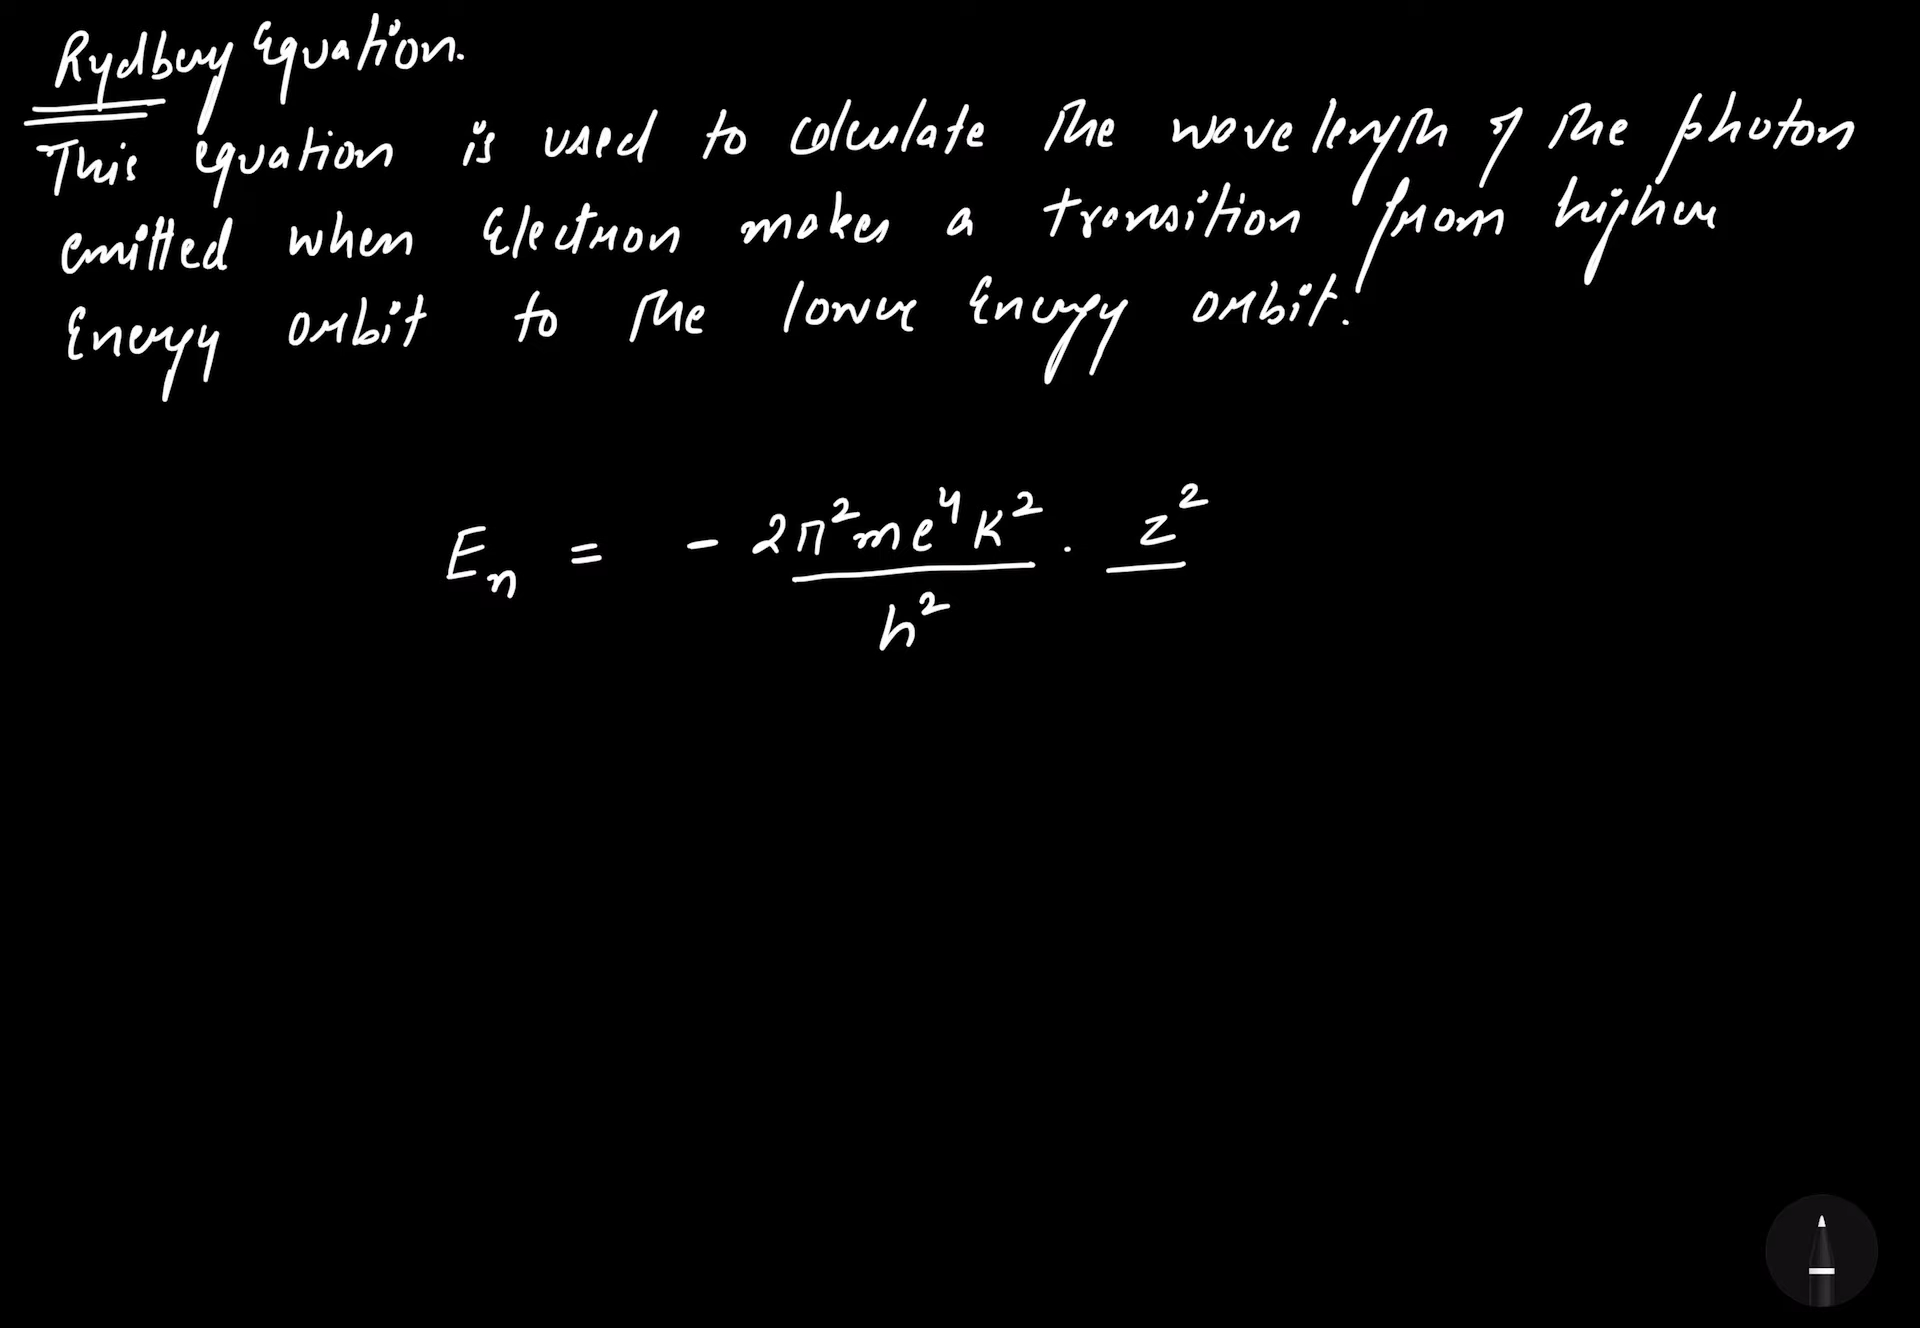 Rydberg Equation.
This equation is used to calculate the wavelength of the photon
emitted when Electron makes a transition from higher
Energy orbit to the lower Energy orbit.
Eₙ = - 2π²me⁴K²/h² · z²/